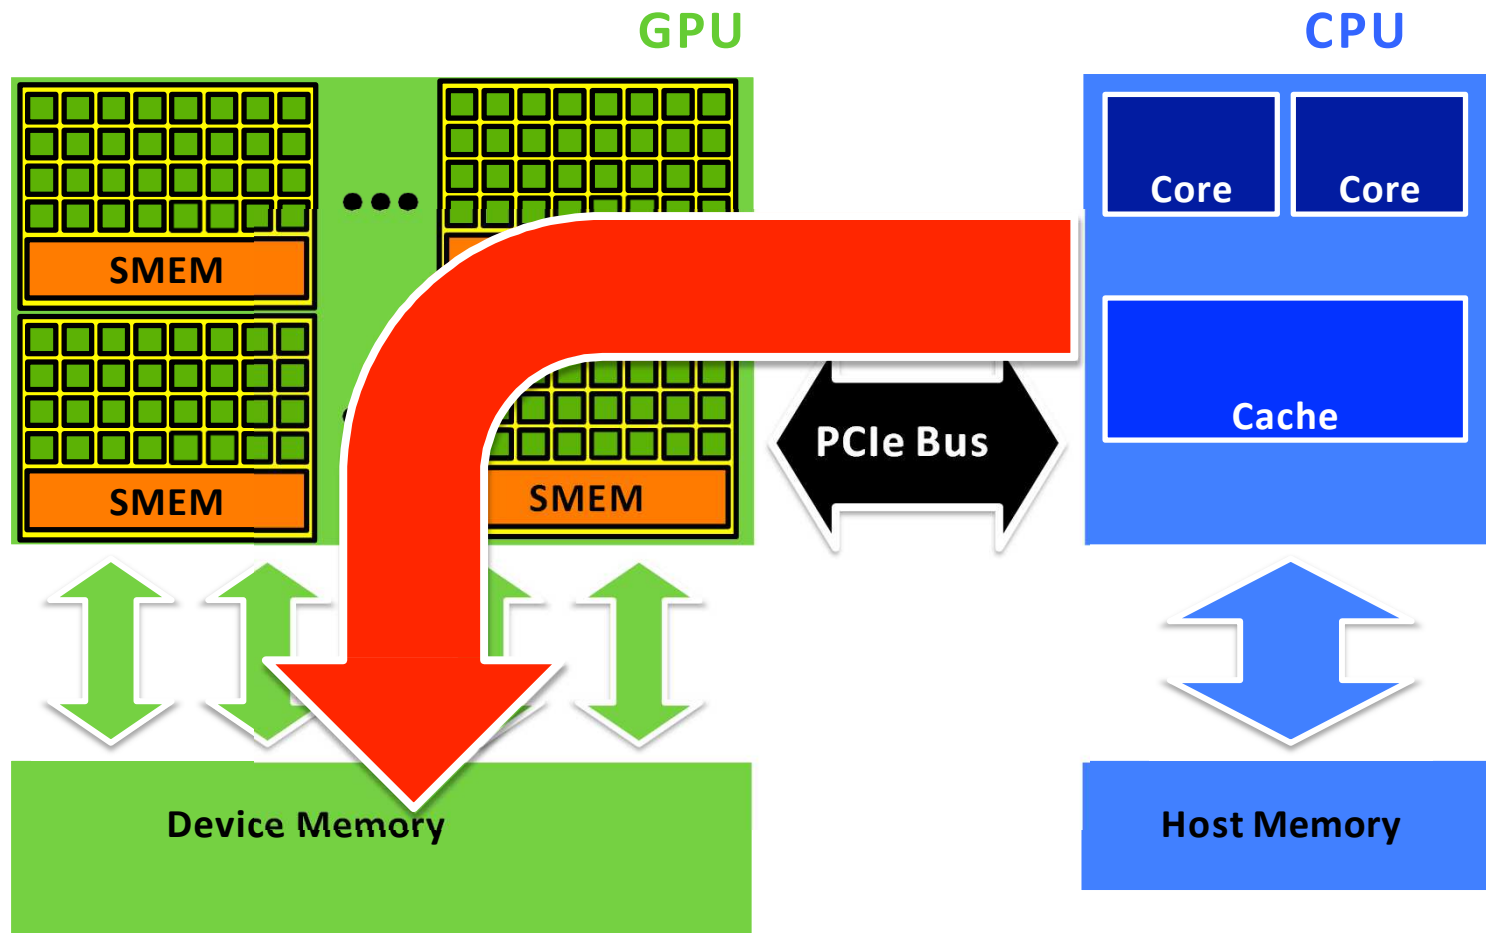 GPU
CPU
Core
Core
SMEM
Cache
PCIe Bus
SMEM
SMEM
Device Memory
Host Memory